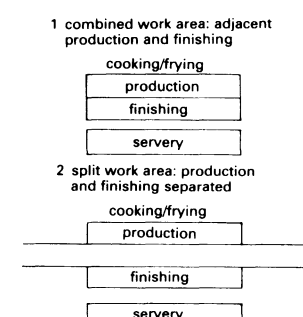 1 combined work area: adjacent
production and finishing
cooking/frying
production
finishing
servery
2 split work area: production
and finishing separated
cooking/frying
production
finishing
servery